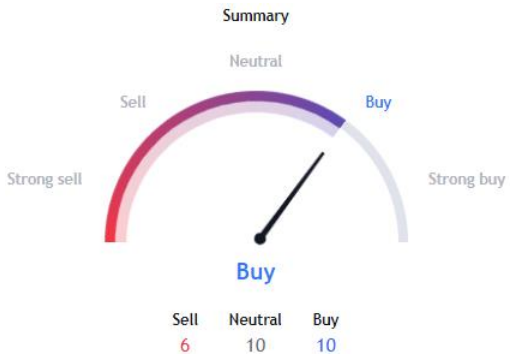 Summary
Neutral
Sell Buy
Strong sell Strong buy
Buy
Sell Neutral Buy
6 10 10